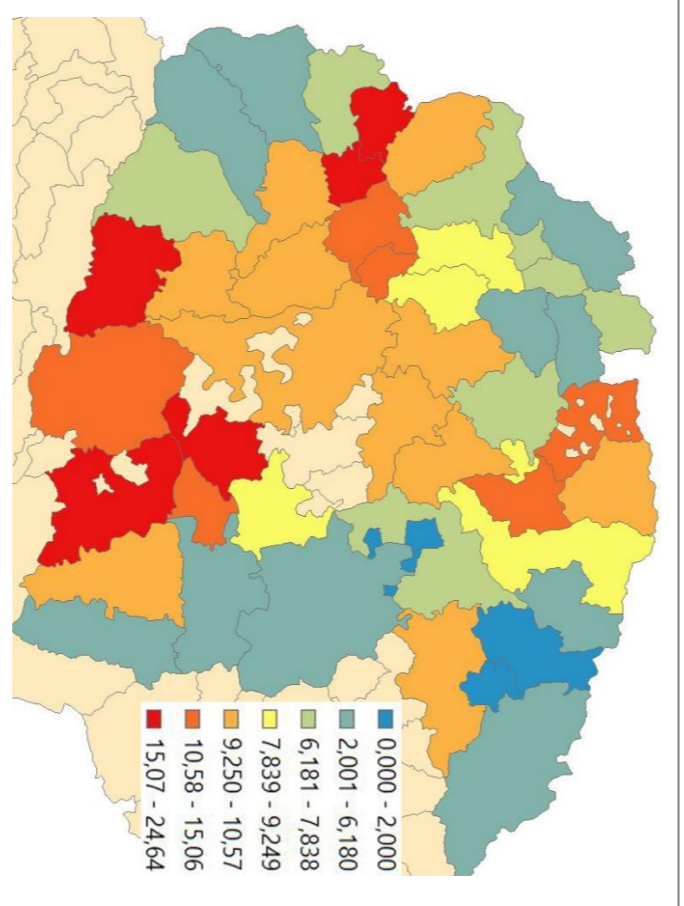 0,000 - 2,000
2,001 - 6,180
6,181 - 7,838
7,839 - 9,249
9,250 - 10,57
10,58 - 15,06
15,07 - 24,64